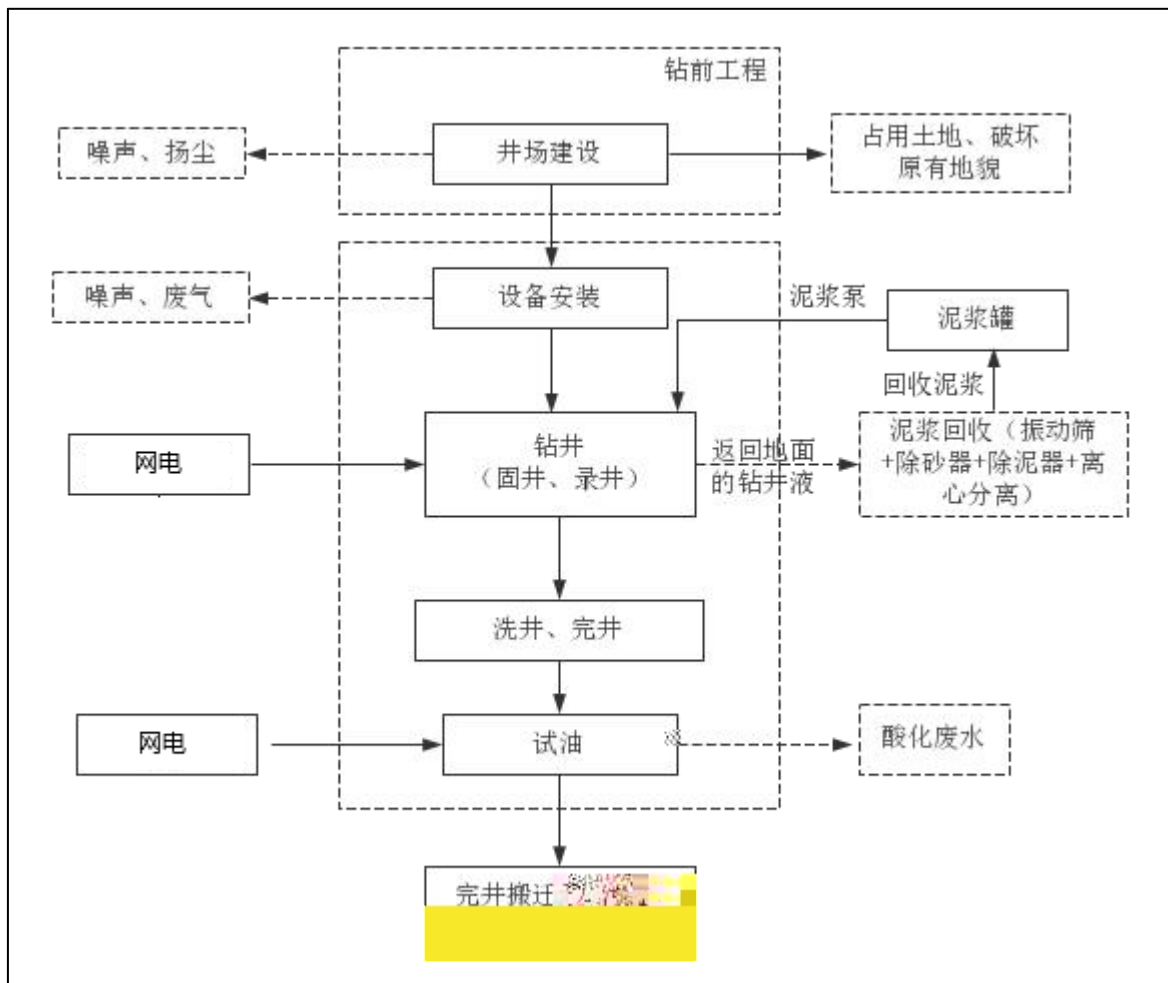 钻前工程
噪声、扬尘
井场建设
占用土地、破坏
原有地貌
噪声、废气
设备安装
泥浆泵
泥浆罐
回收泥浆
网电
钻井
(固井、录井)
返回地面
的钻井液
泥浆回收(振动筛
+除砂器+除泥器+离
心分离)
洗井、完井
网电
试油
酸化废水
完井搬迁